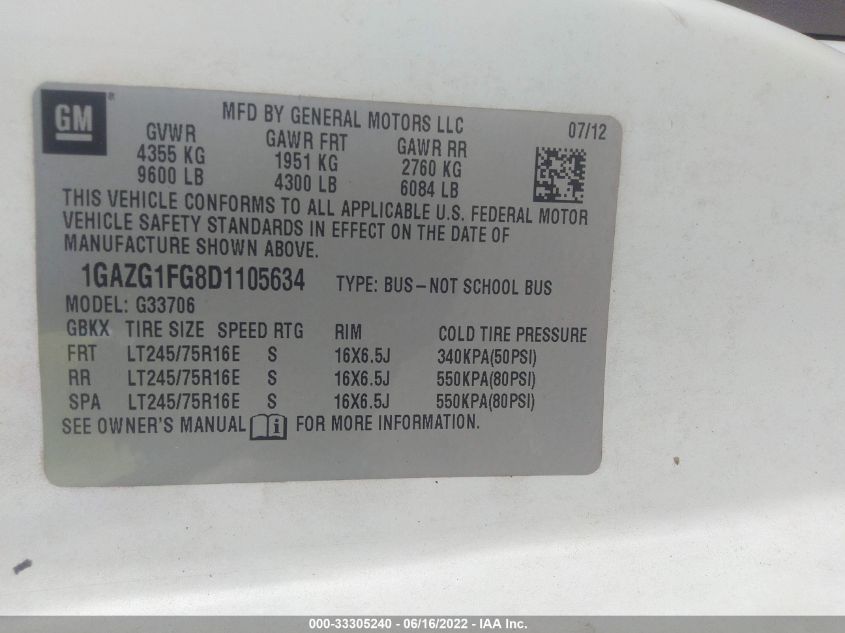 GM®
MFD BY GENERAL MOTORS LLC 07/12
GVWR GAWR FRT GAWR RR
4355 KG 1951 KG 2760 KG
9600 LB 4300 LB 6084 LB
THIS VEHICLE CONFORMS TO ALL APPLICABLE U.S. FEDERAL MOTOR
VEHICLE SAFETY STANDARDS IN EFFECT ON THE DATE OF
MANUFACTURE SHOWN ABOVE.
1GAZG1FG8D1105634 TYPE: BUS-NOT SCHOOL BUS
MODEL: G33706
GBKX TIRE SIZE SPEED RTG RIM COLD TIRE PRESSURE
FRT LT245/75R16E S 16X6.5J 340KPA(50PSI)
RR LT245/75R16E S 16X6.5J 550KPA(80PSI)
SPA LT245/75R16E S 16X6.5J 550KPA(80PSI)
SEE OWNER'S MANUAL FOR MORE INFORMATION.
000-33305240 - 06/16/2022 - IAA Inc.